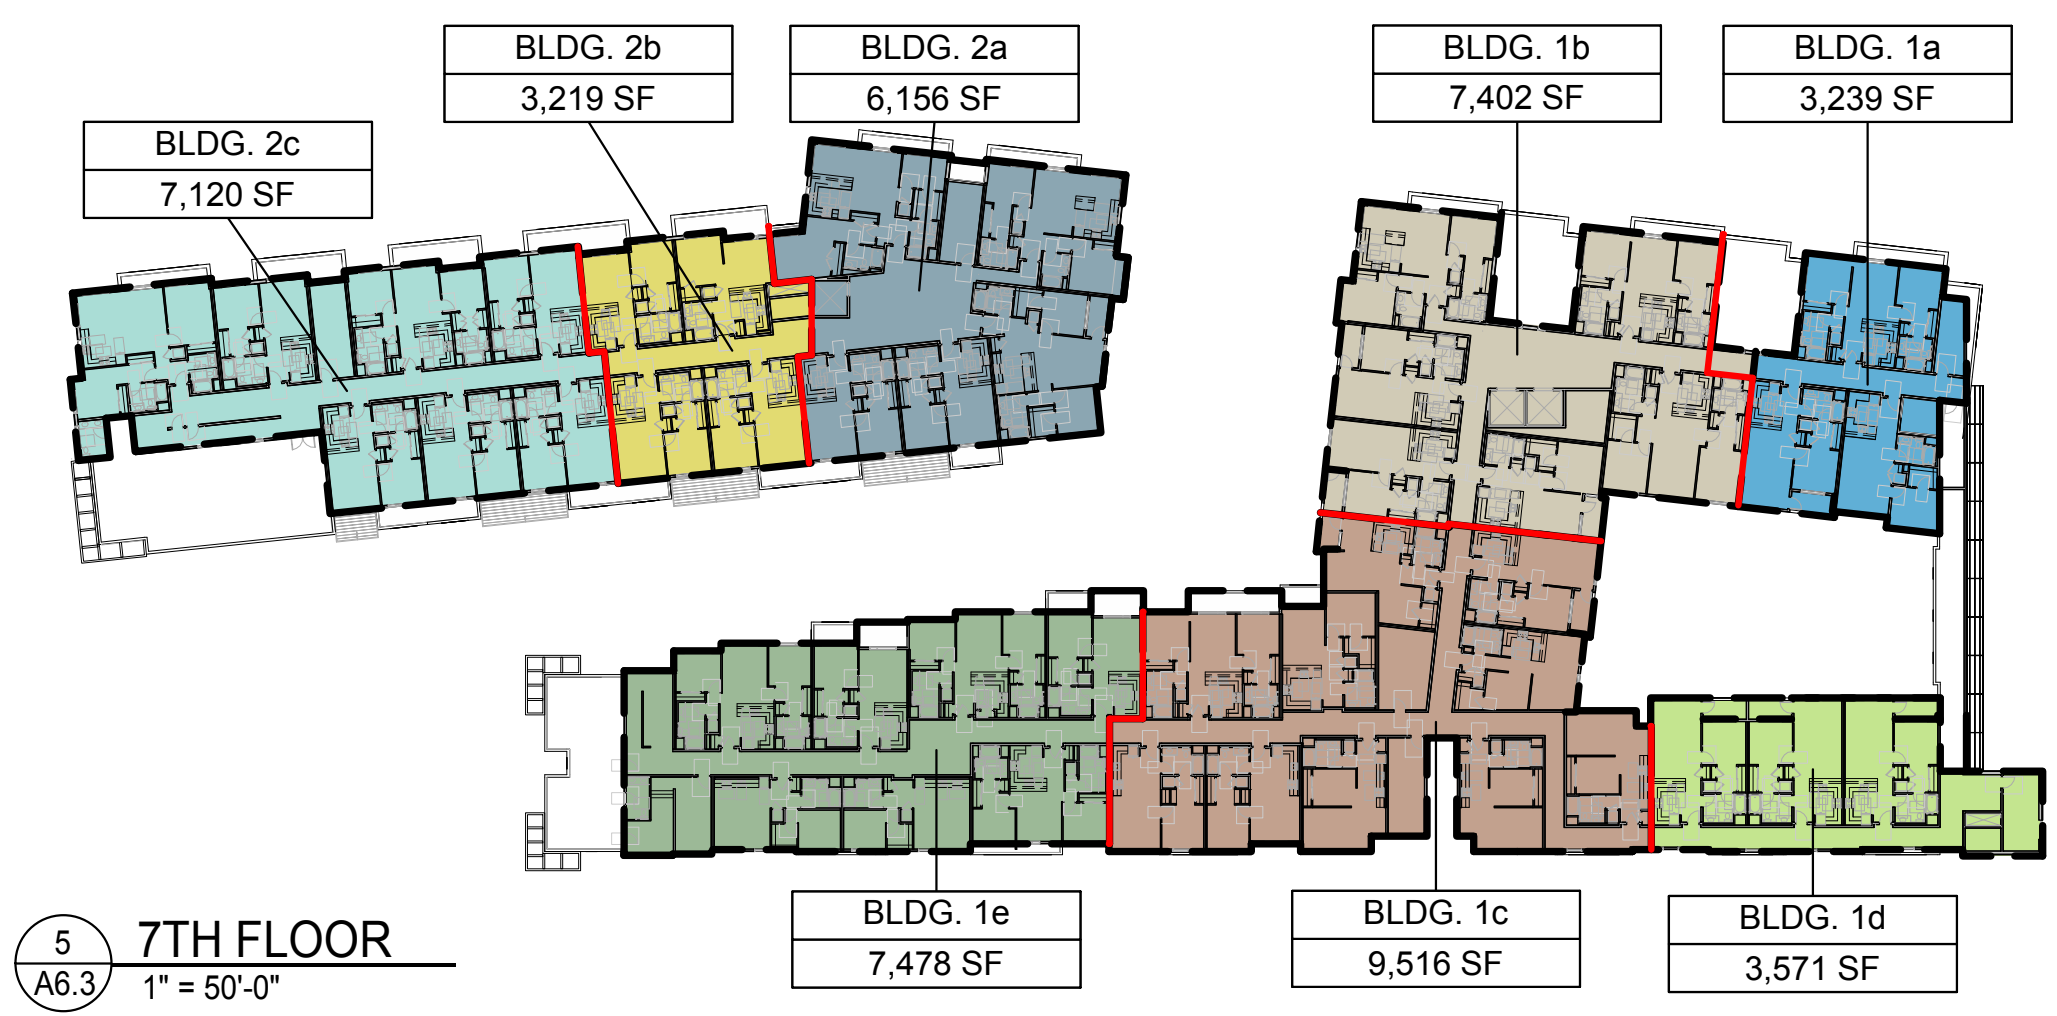 BLDG. 2b
3,219 SF
BLDG. 2a
6,156 SF
BLDG. 1b
7,402 SF
BLDG. 1a
3,239 SF
BLDG. 2c
7,120 SF
BLDG. 1e
7,478 SF
BLDG. 1c
9,516 SF
BLDG. 1d
3,571 SF
5
A6.3
7TH FLOOR
1" = 50'-0"